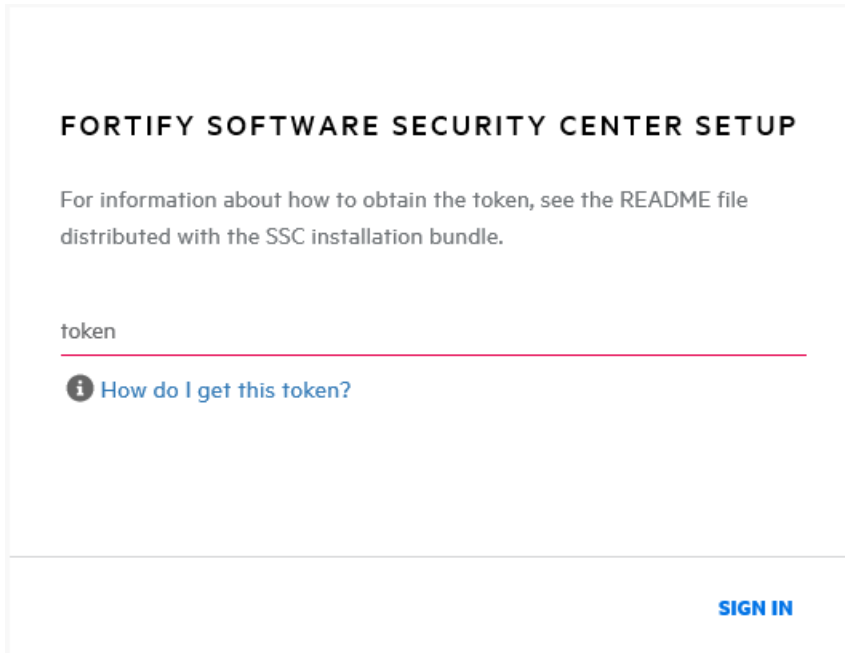 FORTIFY SOFTWARE SECURITY CENTER SETUP
For information about how to obtain the token, see the README file
distributed with the SSC installation bundle.
token
How do I get this token?
SIGN IN